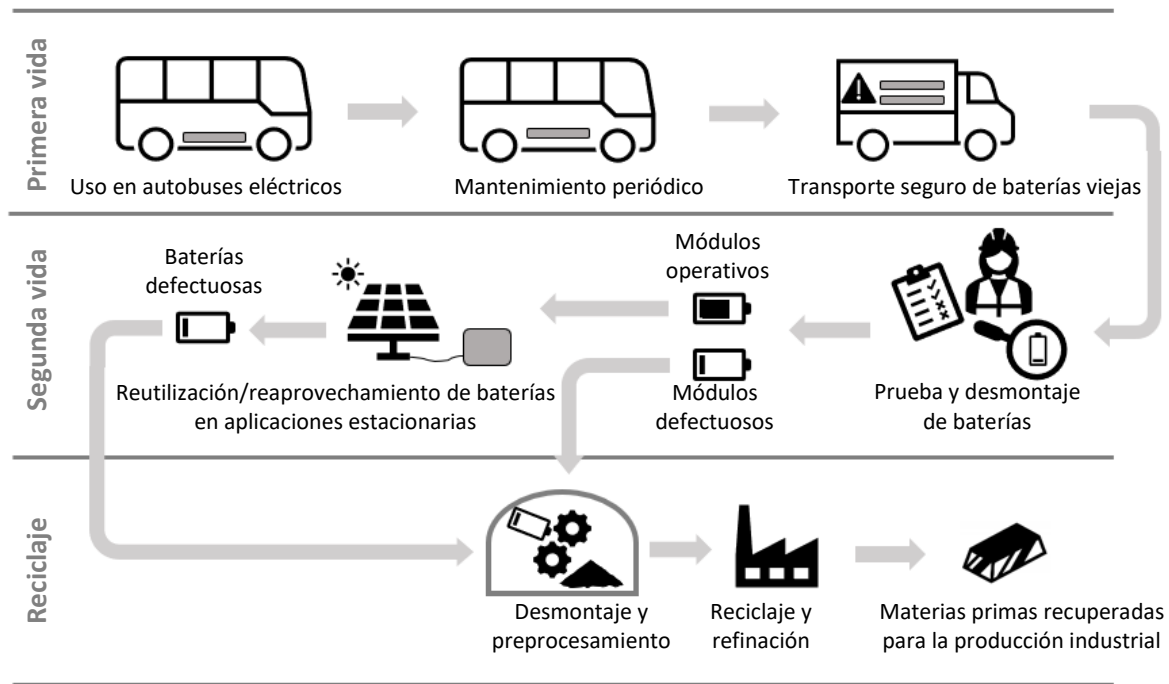 Primera vida
Uso en autobuses eléctricos
Mantenimiento periódico
Transporte seguro de baterías viejas
Segunda vida
Baterías
defectuosas
Reutilización/reaprovechamiento de baterías
en aplicaciones estacionarias
Módulos
operativos
Módulos
defectuosos
Prueba y desmontaje
de baterías
Reciclaje
Desmontaje y
preprocesamiento
Reciclaje y
refinación
Materias primas recuperadas
para la producción industrial